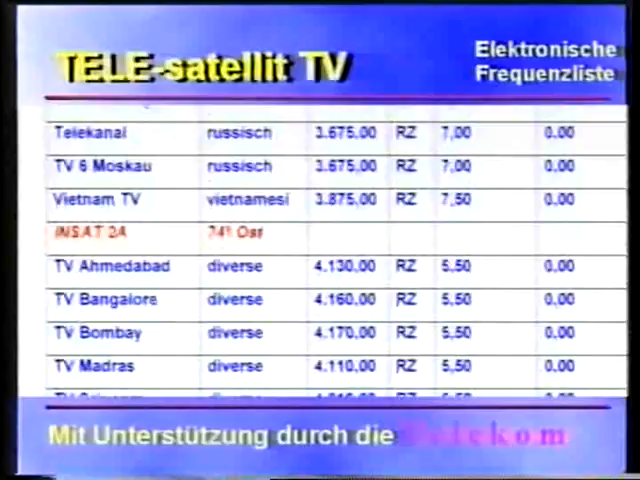 TELE-satellit TV
Elektronische
Frequenzliste
Telekanal russisch 3.675,00 RZ 7,00 0.00
TV 6 Moskau russisch 3.675,00 RZ 7,00 0.00
Vietnam TV vietnamesi 3.875,00 RZ 7,50 0.00
INSAT 2A 74° Ost
TV Ahmedabad diverse 4.130,00 RZ 5,50 0.00
TV Bangalore diverse 4.160,00 RZ 5,50 0.00
TV Bombay diverse 4.170,00 RZ 5,50 0.00
TV Madras diverse 4.110,00 RZ 5,50 0.00
Mit Unterstützung durch die Telekom